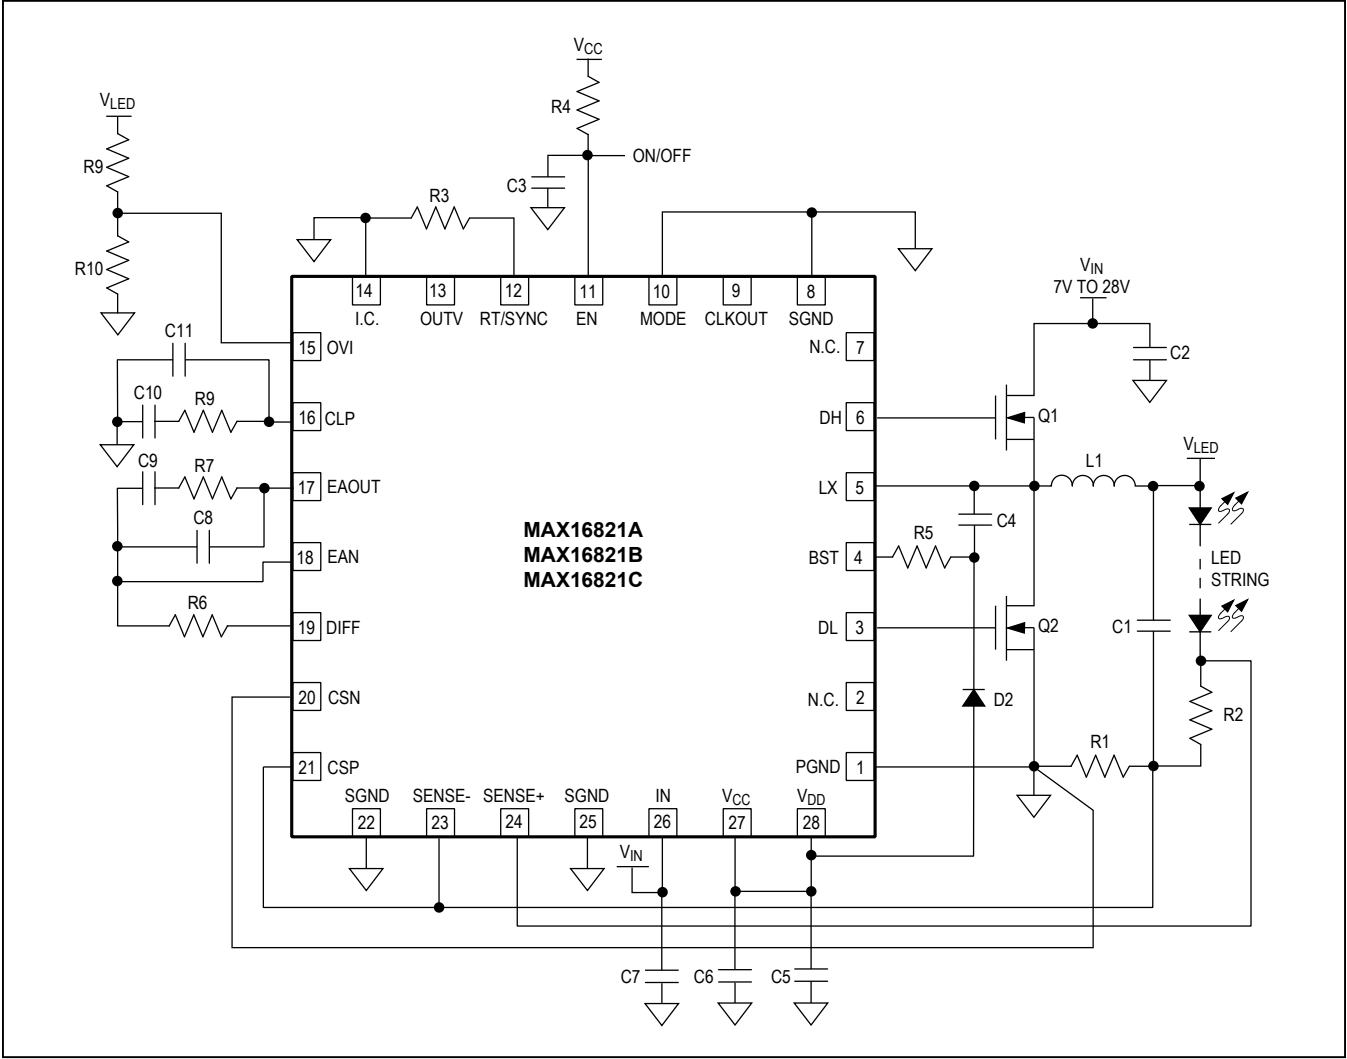 VCC
R4
ON/OFF
C3
VLED
R9
R10
R3
14
13
12
11
10
9
8
I.C.
OUTV
RT/SYNC
EN
MODE
CLKOUT
SGND
VIN
7V TO 28V
C2
15 OVI
N.C. 7
C11
C10
R9
16 CLP
DH 6
Q1
C9
R7
17 EAOUT
C8
LX 5
L1
VLED
C4
MAX16821A
MAX16821B
MAX16821C
18 EAN
BST 4
R5
LED
STRING
R6
19 DIFF
DL 3
Q2
C1
20 CSN
N.C. 2
D2
R2
21 CSP
PGND 1
R1
SGND
SENSE-
SENSE+
SGND
IN
VCC
VDD
22
23
24
25
26
27
28
VIN
C7
C6
C5